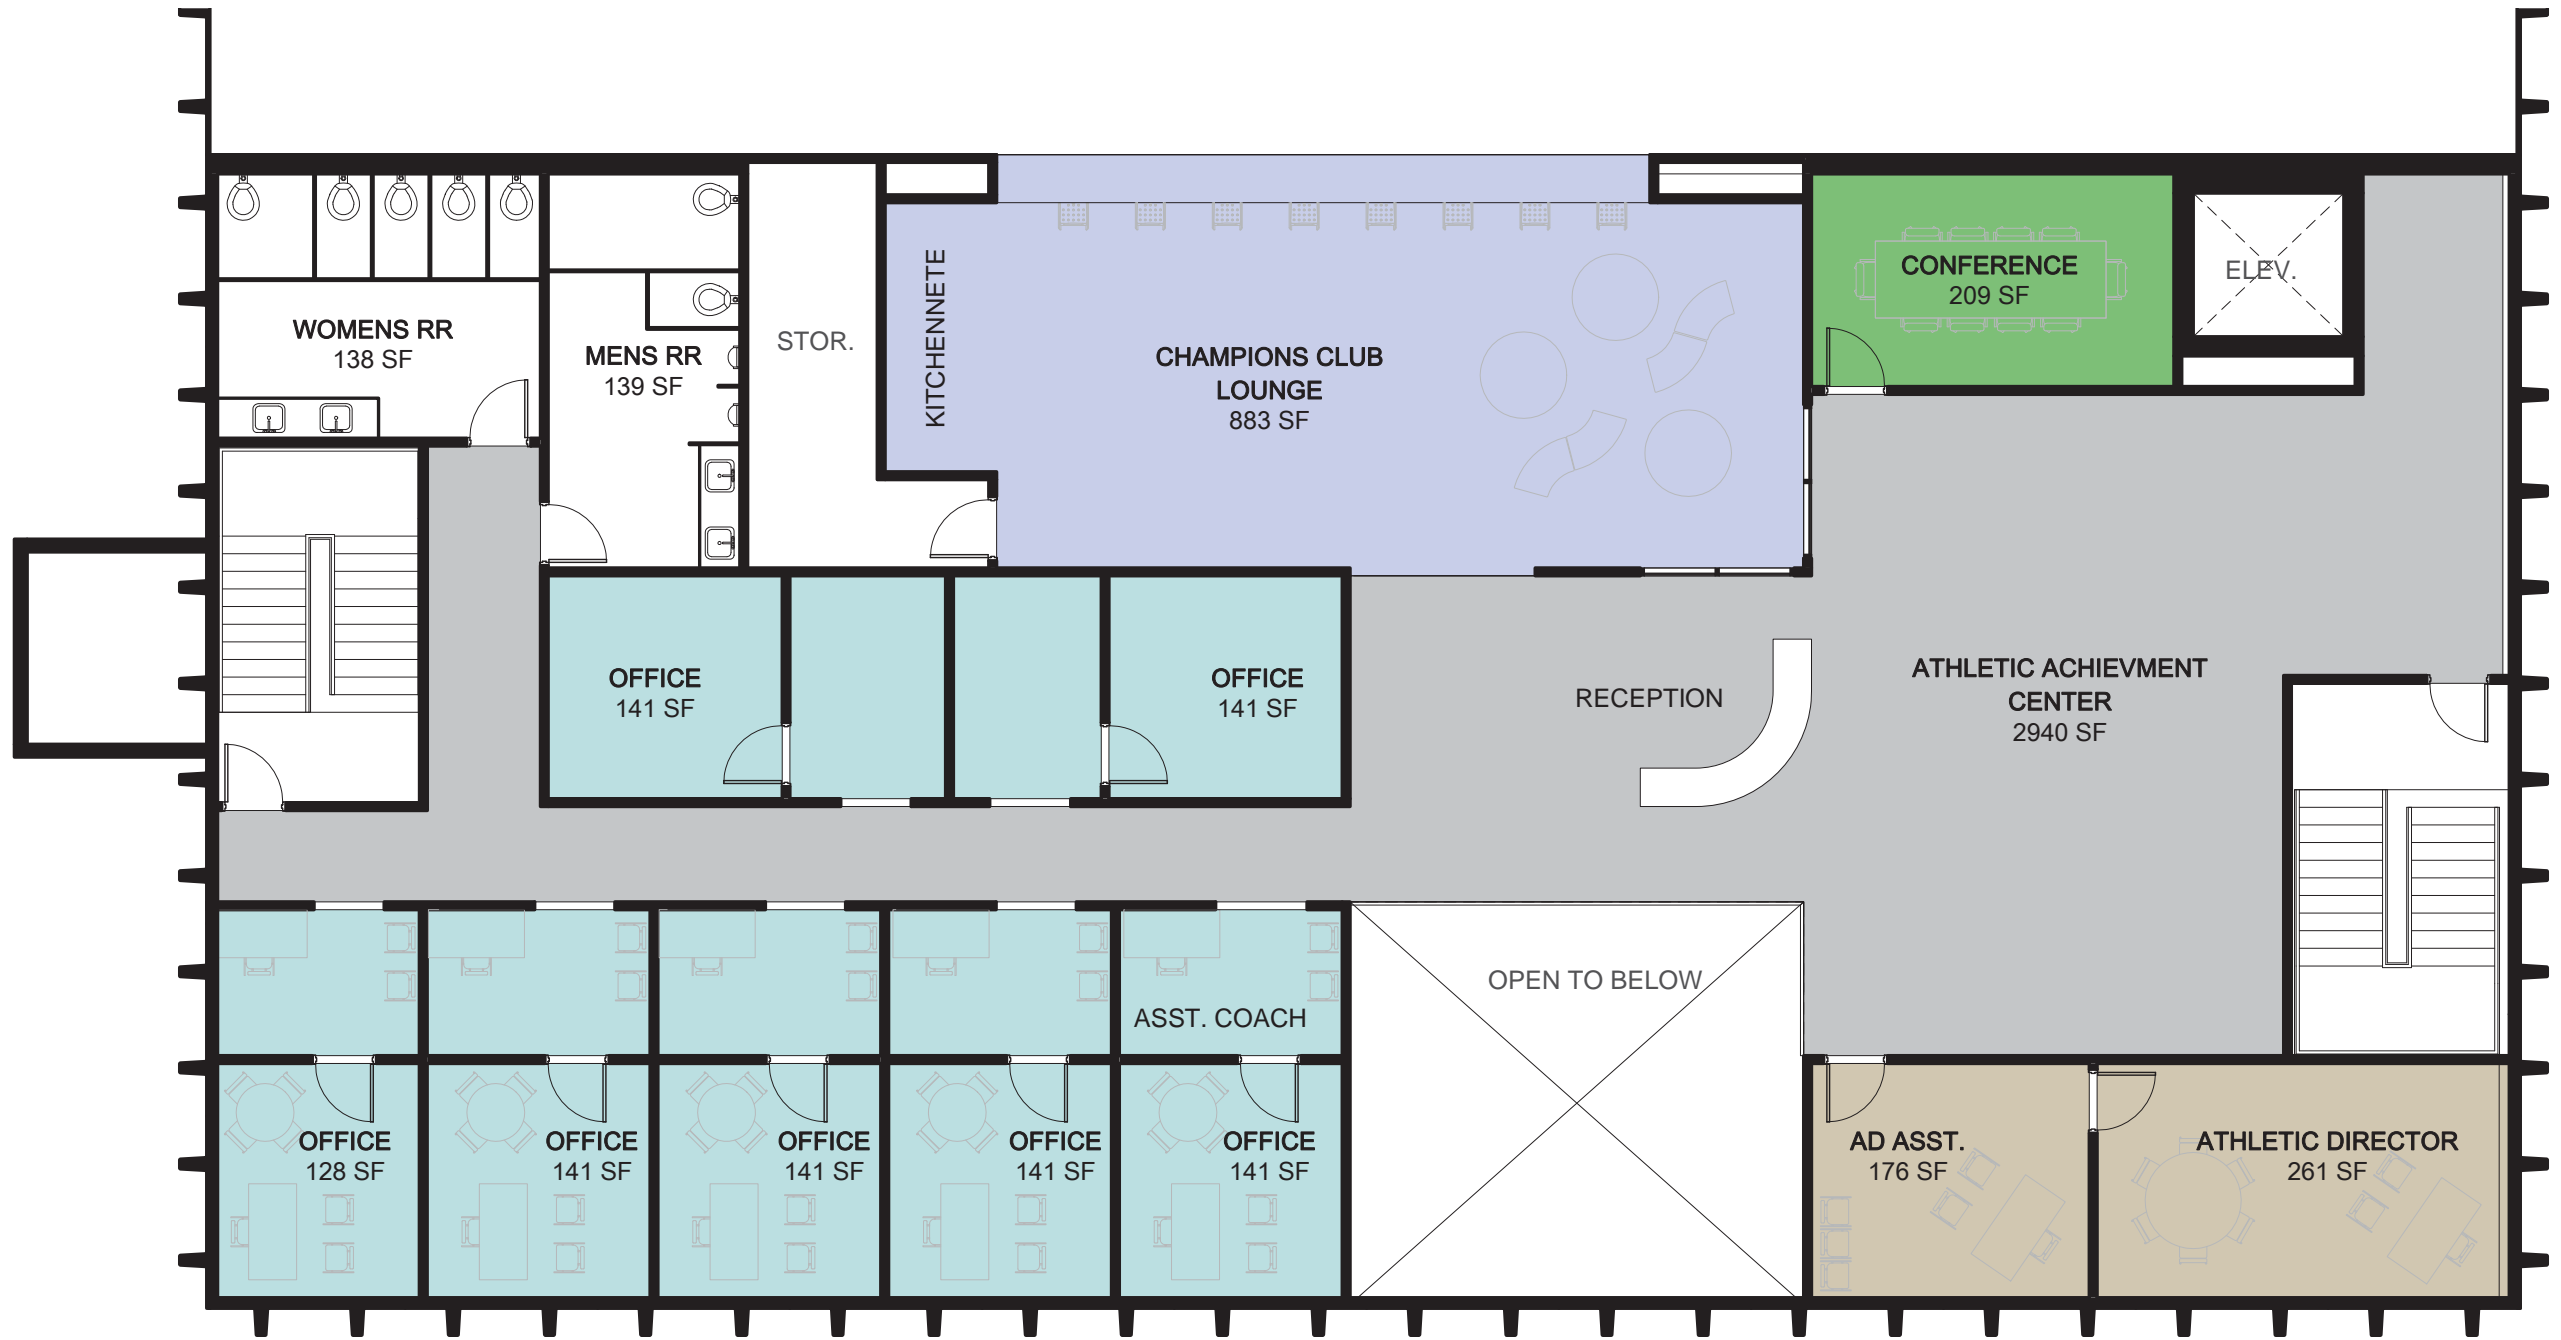 WOMENS RR
138 SF
MENS RR
139 SF
STOR.
KITCHENNETE
CHAMPIONS CLUB
LOUNGE
883 SF
CONFERENCE
209 SF
ELEV.
OFFICE
141 SF
OFFICE
141 SF
RECEPTION
ATHLETIC ACHIEVMENT
CENTER
2940 SF
OPEN TO BELOW
ASST. COACH
OFFICE
128 SF
OFFICE
141 SF
OFFICE
141 SF
OFFICE
141 SF
OFFICE
141 SF
AD ASST.
176 SF
ATHLETIC DIRECTOR
261 SF